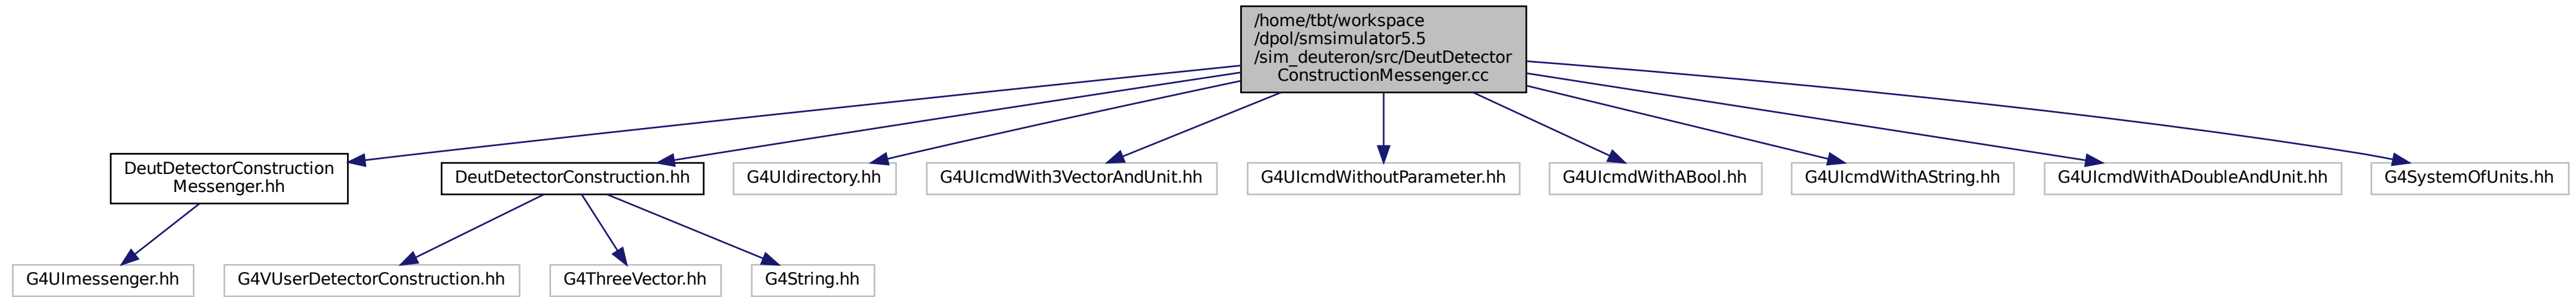 /home/tbt/workspace
/dpol/smsimulator5.5
/sim_deuteron/src/DeutDetector
ConstructionMessenger.cc
DeutDetectorConstruction
Messenger.hh
DeutDetectorConstruction.hh
G4UIdirectory.hh
G4UIcmdWith3VectorAndUnit.hh
G4UIcmdWithoutParameter.hh
G4UIcmdWithABool.hh
G4UIcmdWithAString.hh
G4UIcmdWithADoubleAndUnit.hh
G4SystemOfUnits.hh
G4UImessenger.hh
G4VUserDetectorConstruction.hh
G4ThreeVector.hh
G4String.hh